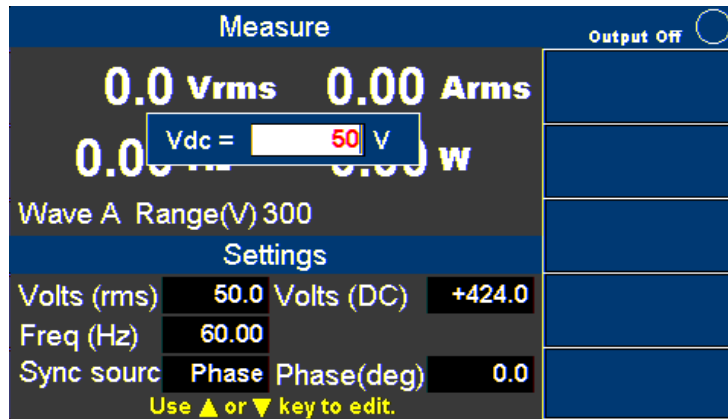 Measure
Output Off
0.0 Vrms 0.00 Arms
Vdc = 50 V
W
Wave A Range(V) 300
Settings
Volts (rms) 50.0 Volts (DC) +424.0
Freq (Hz) 60.00
Sync sourc Phase Phase(deg) 0.0
Use ▲ or ▼ key to edit.